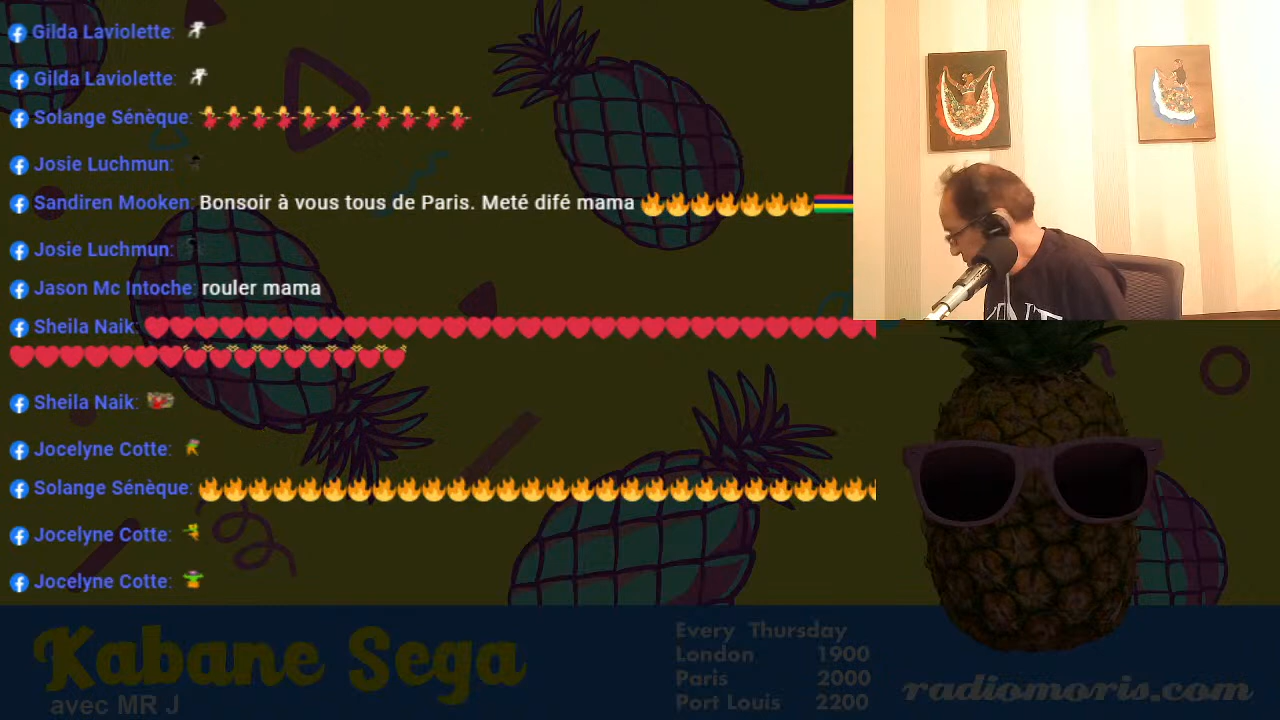 Gilda Laviolette:
Gilda Laviolette:
Solange Sénèque: 💃💃💃💃💃💃💃💃💃💃💃
Josie Luchmun:
Sandiren Mooken: Bonsoir à vous tous de Paris. Meté difé mama 🔥🔥🔥🔥🔥🔥🔥🇲🇺
Josie Luchmun:
Jason Mc Intoche: rouler mama
Sheila Naik:
Sheila Naik:
Jocelyne Cotte:
Solange Sénèque:
Jocelyne Cotte:
Jocelyne Cotte:
Kabane Sega
avec MR J
Every Thursday
London 1900
Paris 2000
Port Louis 2200
radiomoris.com